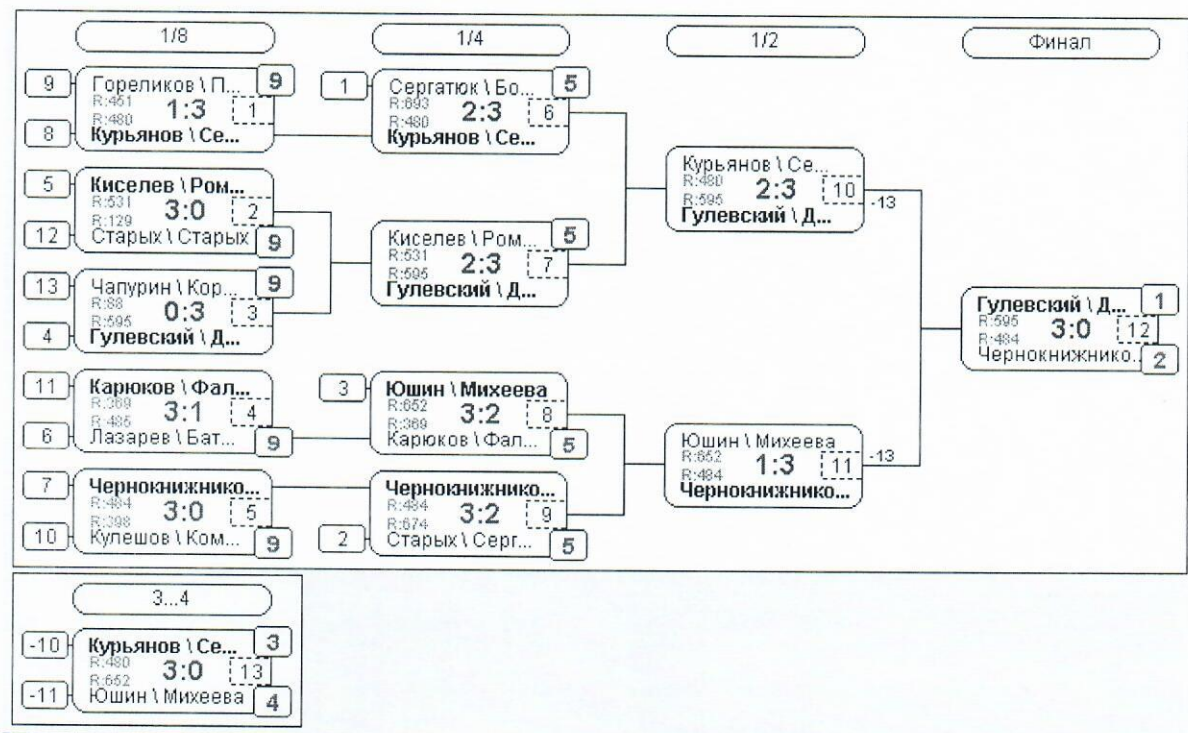 1/8
1/4
1/2
Финал
9 Гореликов \ П... 9
R:451
R:480
1:3 1
8 Курьянов \ Се...
5 Киселев \ Ром...
R:531
R:129
3:0 2
12 Старых \ Старых 9
13 Чапурин \ Кор... 9
R:88
R:595
0:3 3
4 Гулевский \ Д...
11 Карюков \ Фал...
R:369
R:485
3:1 4
6 Лазарев \ Бат... 9
7 Чернокнижнико...
R:484
R:398
3:0 5
10 Кулешов \ Ком... 9
1 Сергатюк \ Бо... 5
R:693
R:480
2:3 6
Курьянов \ Се...
Киселев \ Ром... 5
R:531
R:595
2:3 7
Гулевский \ Д...
3 Юшин \ Михеева
R:652
R:369
3:2 8
Карюков \ Фал... 5
Чернокнижнико...
R:484
R:674
3:2 9
2 Старых \ Серг... 5
Курьянов \ Се...
R:480
R:595
2:3 10 -13
Гулевский \ Д...
Юшин \ Михеева
R:652
R:484
1:3 11 -13
Чернокнижнико...
Гулевский \ Д... 1
R:595
R:484
3:0 12
Чернокнижнико... 2
3...4
-10 Курьянов \ Се... 3
R:480
R:652
3:0 13
-11 Юшин \ Михеева 4